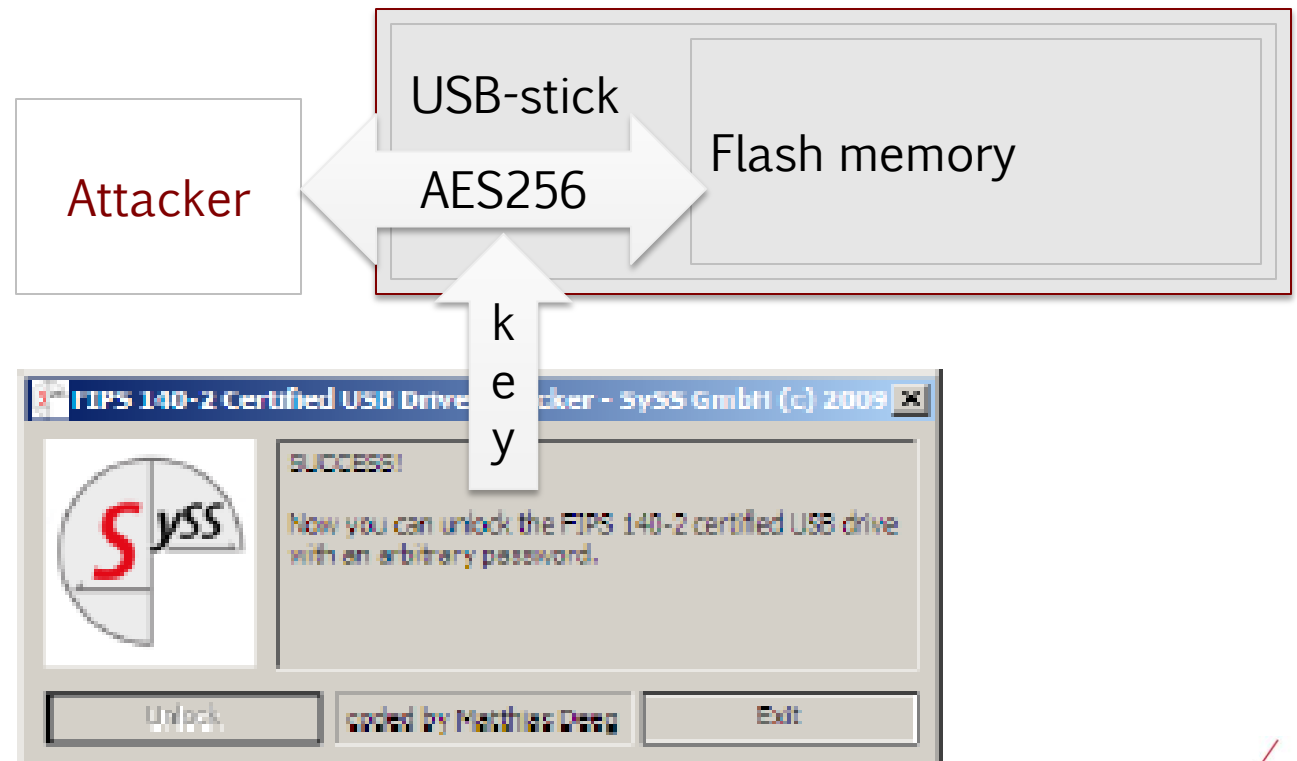 USB-stick
Flash memory
Attacker
AES256
k
e
y
FIPS 140-2 Certified USB Drive cker - SySS GmbH (c) 2009
SUCCESS!
SySS
Now you can unlock the FIPS 140-2 certified USB drive
with an arbitrary password.
Unlock
coded by Matthias Deeg
Exit